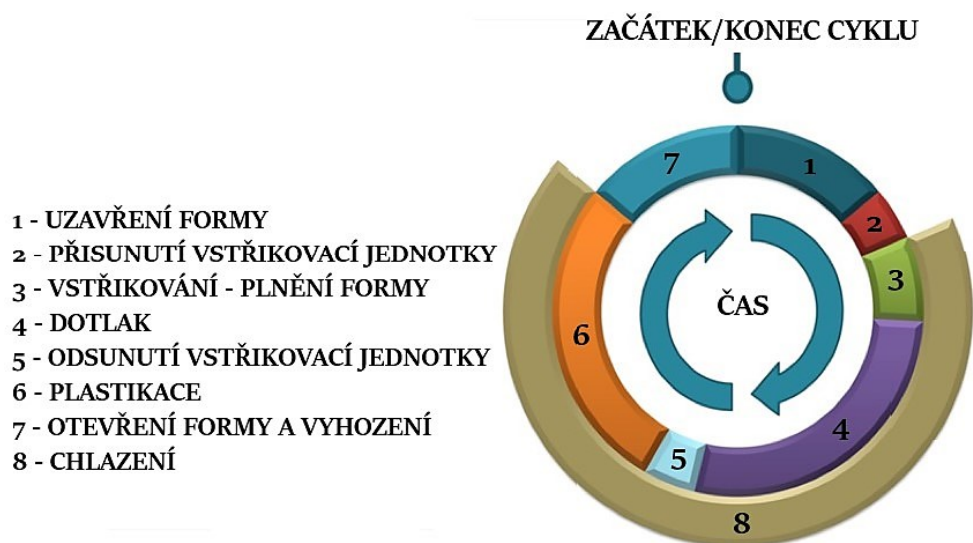 ZAČÁTEK/KONEC CYKLU
1 - UZAVŘENÍ FORMY
2 - PŘISUNUTÍ VSTŘIKOVACÍ JEDNOTKY
3 - VSTŘIKOVÁNÍ - PLNĚNÍ FORMY
4 - DOTLAK
5 - ODSUNUTÍ VSTŘIKOVACÍ JEDNOTKY
6 - PLASTIKACE
7 - OTEVŘENÍ FORMY A VYHOZENÍ
8 - CHLAZENÍ
7
1
2
3
ČAS
6
4
5
8